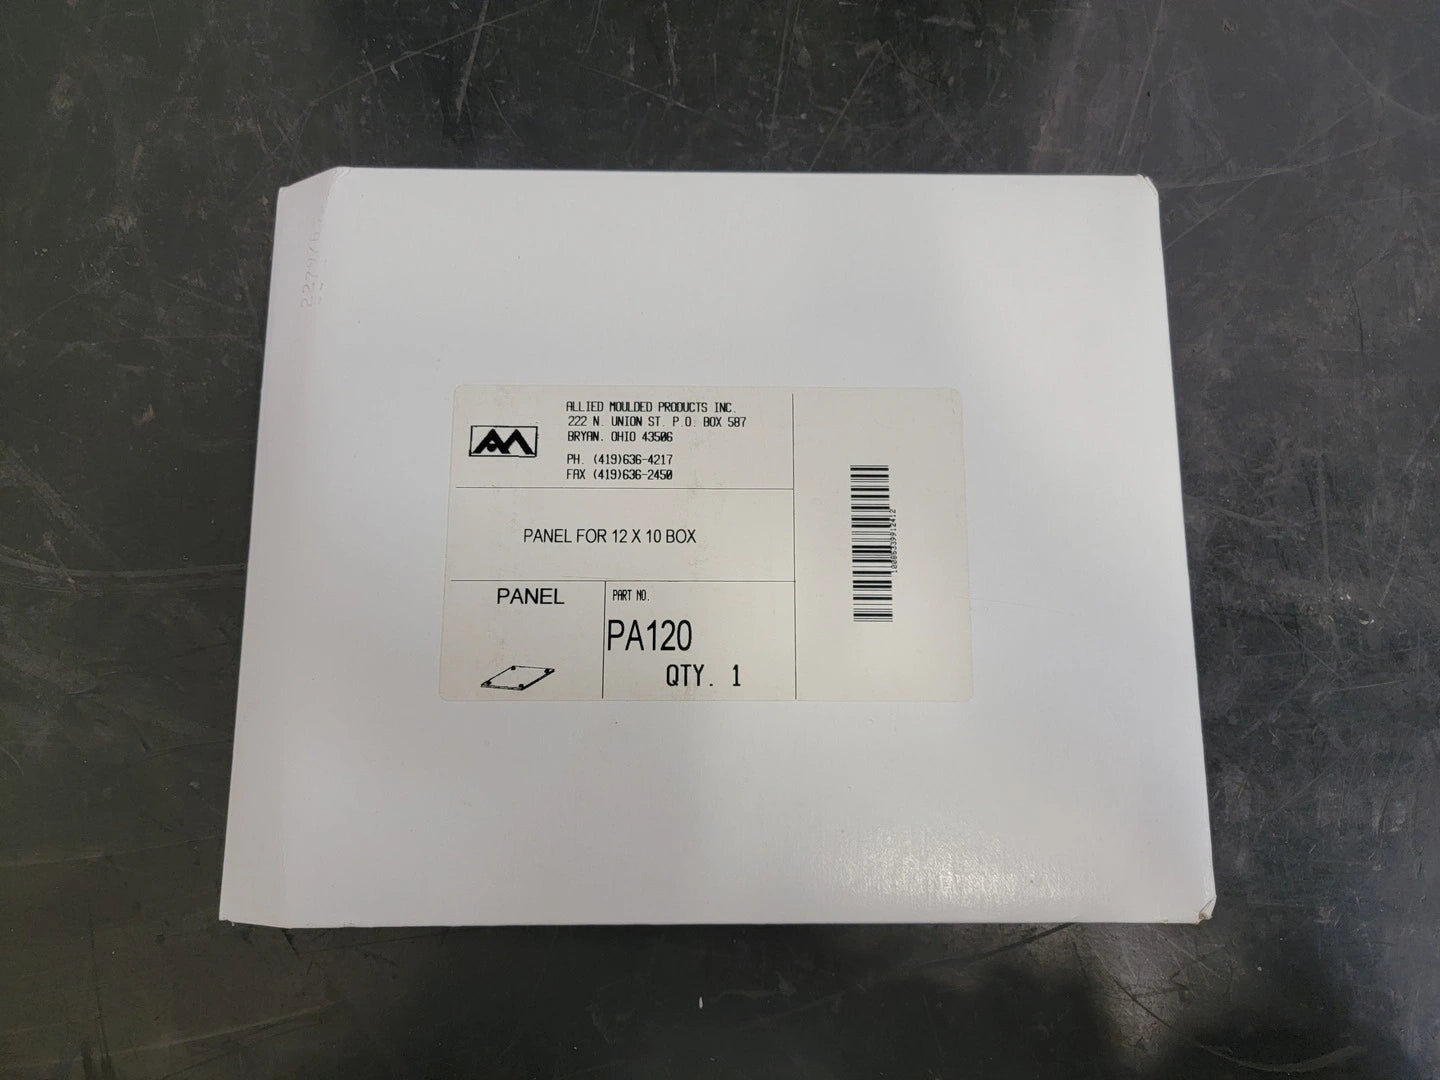 ALLIED MOULDED PRODUCTS INC.
222 N. UNION ST. P.O. BOX 587
BRYAN, OHIO 43506
PH. (419)636-4217
FAX (419)636-2450
PANEL FOR 12 X 10 BOX
PANEL
PART NO.
PA120
QTY. 1